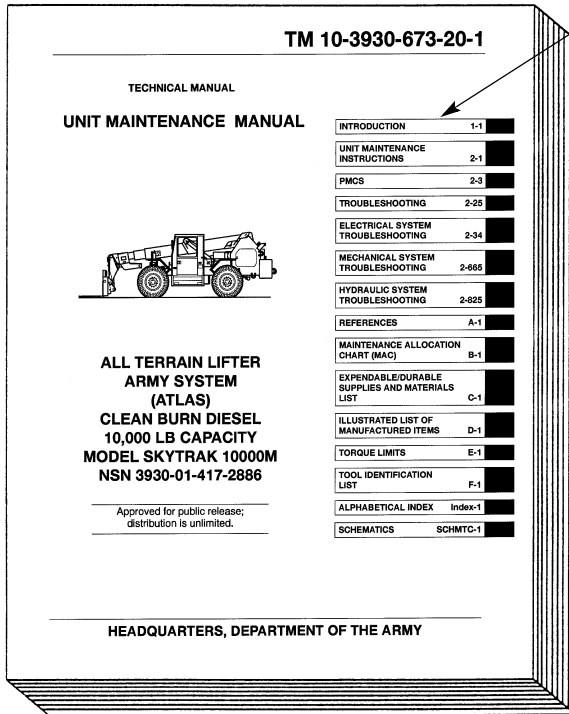 TM 10-3930-673-20-1
TECHNICAL MANUAL
UNIT MAINTENANCE MANUAL
INTRODUCTION 1-1
UNIT MAINTENANCE
INSTRUCTIONS 2-1
PMCS 2-3
TROUBLESHOOTING 2-25
ELECTRICAL SYSTEM
TROUBLESHOOTING 2-34
MECHANICAL SYSTEM
TROUBLESHOOTING 2-665
HYDRAULIC SYSTEM
TROUBLESHOOTING 2-825
REFERENCES A-1
MAINTENANCE ALLOCATION
CHART (MAC) B-1
EXPENDABLE/DURABLE
SUPPLIES AND MATERIALS
LIST C-1
ILLUSTRATED LIST OF
MANUFACTURED ITEMS D-1
TORQUE LIMITS E-1
TOOL IDENTIFICATION
LIST F-1
ALPHABETICAL INDEX Index-1
SCHEMATICS SCHMTC-1
ALL TERRAIN LIFTER
ARMY SYSTEM
(ATLAS)
CLEAN BURN DIESEL
10,000 LB CAPACITY
MODEL SKYTRAK 10000M
NSN 3930-01-417-2886
Approved for public release;
distribution is unlimited.
HEADQUARTERS, DEPARTMENT OF THE ARMY